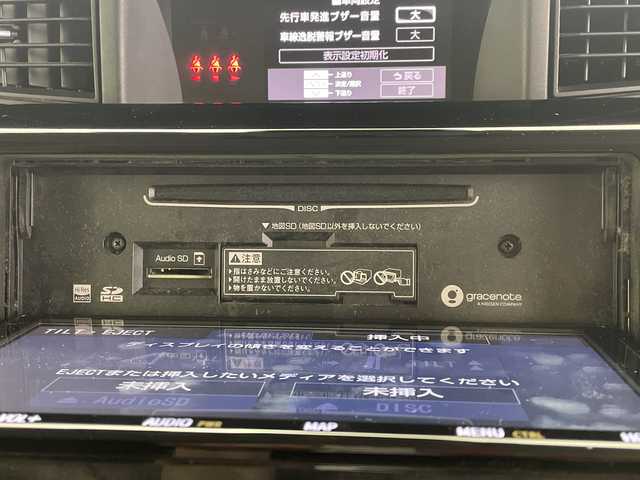 先行車発進ブザー音量 大
車線逸脱警報ブザー音量 大
表示設定初期化
上送り 戻る
決定/選択
下送り 終了
DISC
▼ 地図SD (地図SD以外を挿入しないでください)
Audio SD
注意
指はさみなどにご注意ください。
開けたまま放置しないでください。
物を置かないでください。
Hi-Res AUDIO
SD HC
gracenote
A NIELSEN COMPANY
TILT EJECT 挿入中
ディスプレイの傾きを変えることができます
TILT
EJECTまたは挿入したいメディアを選択してください
未挿入 未挿入
AudioSD DISC
VOL+ AUDIO PWR MAP MENU CTRL